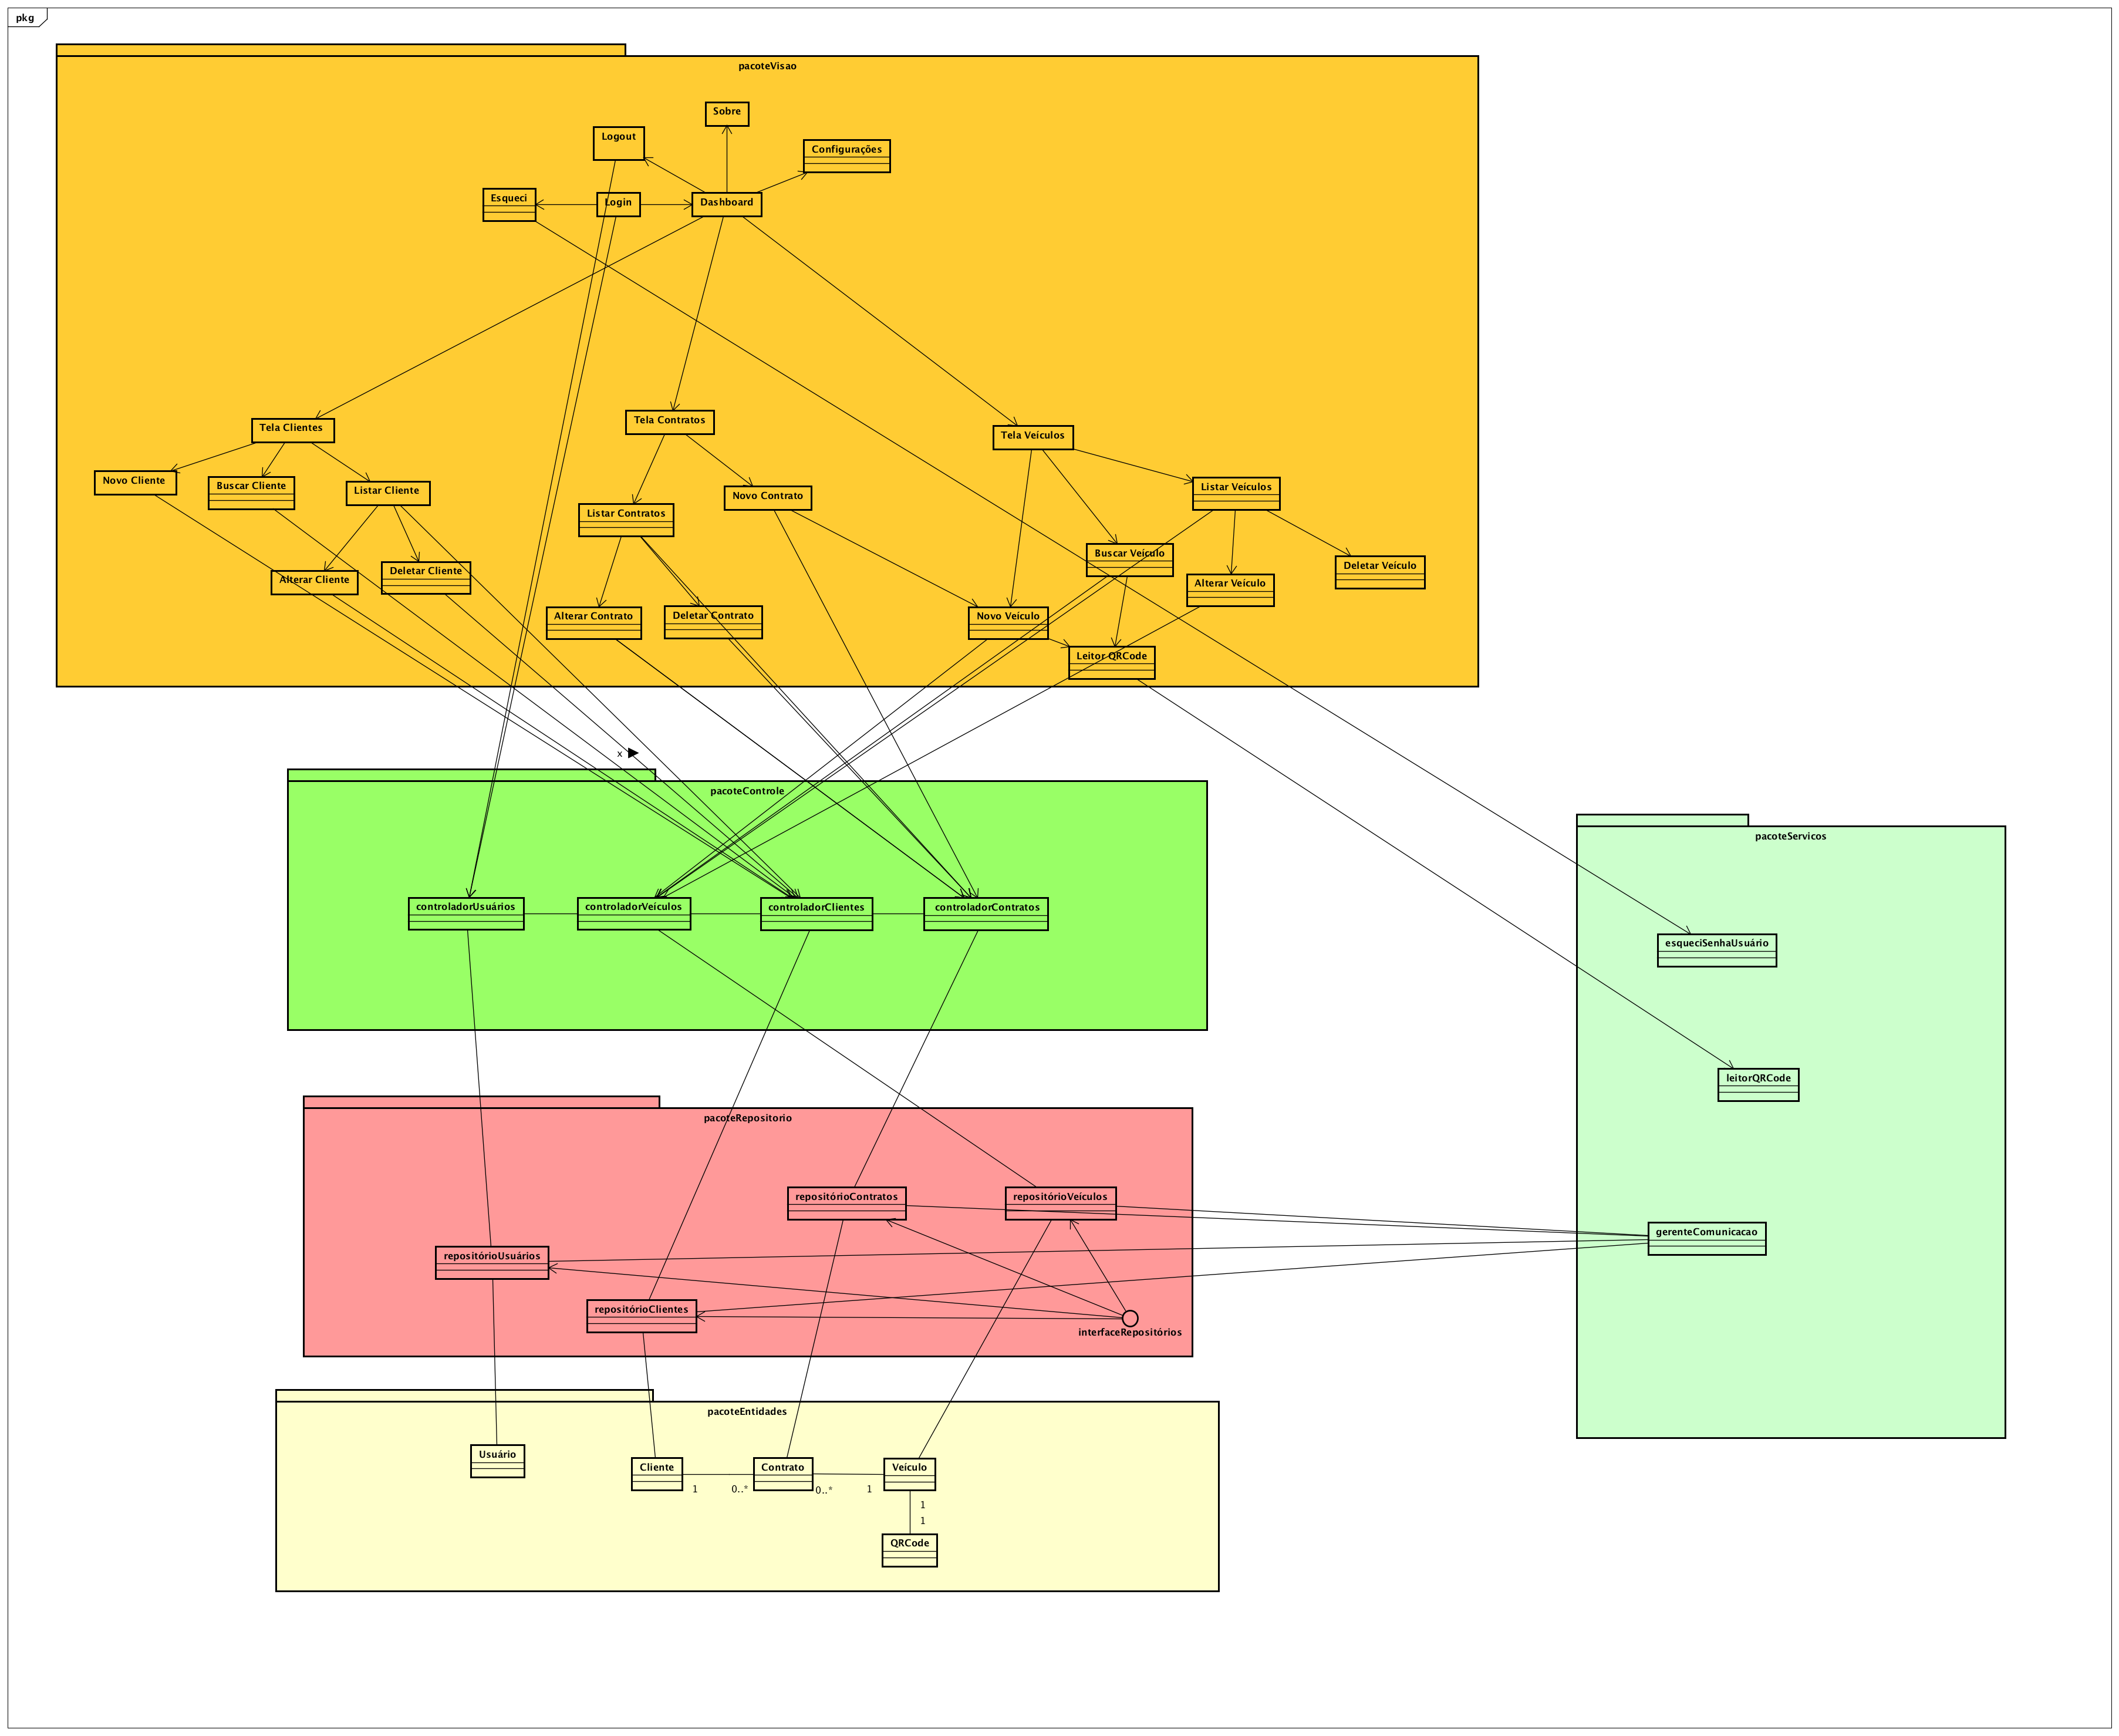 pkg
pacoteVisao
Sobre
Logout
Configurações
Esqueci
Login
Dashboard
Tela Clientes
Tela Contratos
Tela Veículos
Novo Cliente
Buscar Cliente
Listar Cliente
Novo Contrato
Listar Veículos
Listar Contratos
Buscar Veículo
Deletar Veículo
Alterar Cliente
Deletar Cliente
Alterar Veículo
Alterar Contrato
Deletar Contrato
Novo Veículo
Leitor QRCode
x
pacoteControle
pacoteServicos
controladorUsuários
controladorVeículos
controladorClientes
controladorContratos
esqueciSenhaUsuário
leitorQRCode
pacoteRepositorio
repositórioContratos
repositórioVeículos
gerenteComunicacao
repositórioUsuários
repositórioClientes
interfaceRepositórios
pacoteEntidades
Usuário
Cliente
Contrato
Veículo
1
0..*
0..*
1
1
1
QRCode